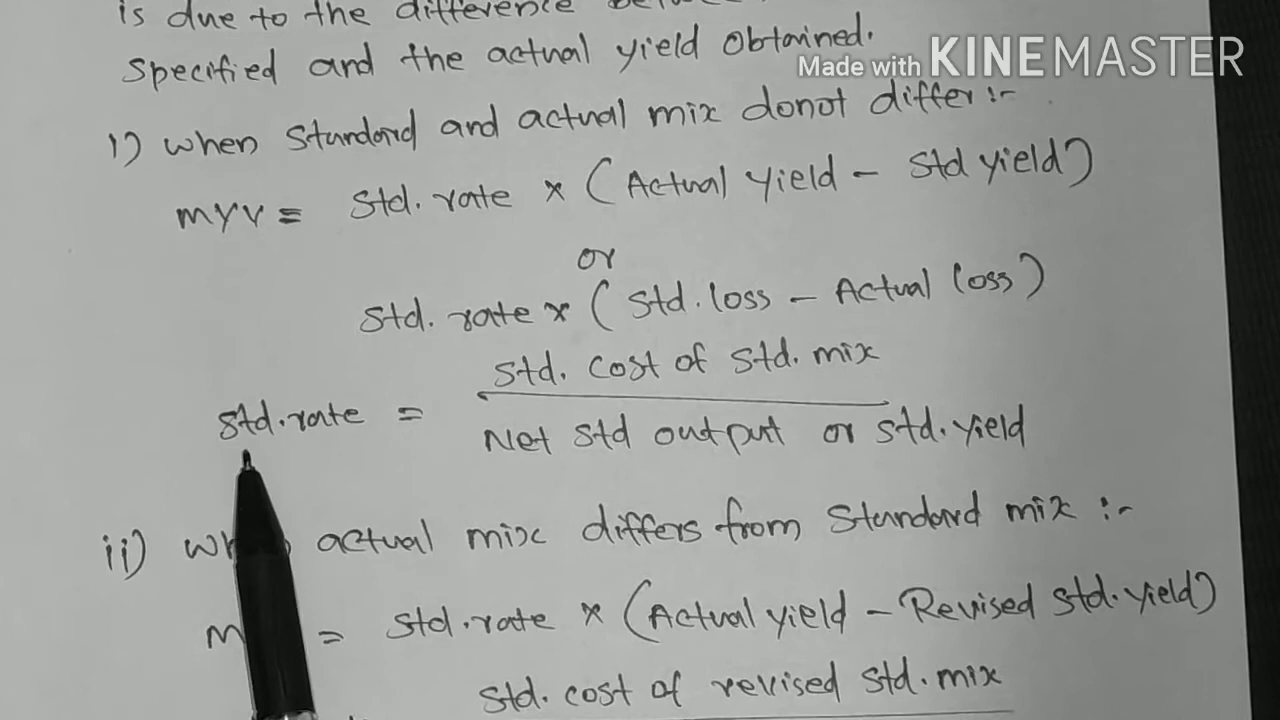 is due to the difference
specified and the actual yield obtained.
Made with KINEMASTER
i) when standard and actual mix donot differ :-
MYV = std. rate × (Actual yield - std yield)
or
std. rate × (std. loss - Actual loss)
std. cost of std. mix
std. rate =
Net std output or std. yield
ii) actual mix differs from standard mix :-
M = std. rate × (Actual yield - Revised std. yield)
std. cost of revised std. mix